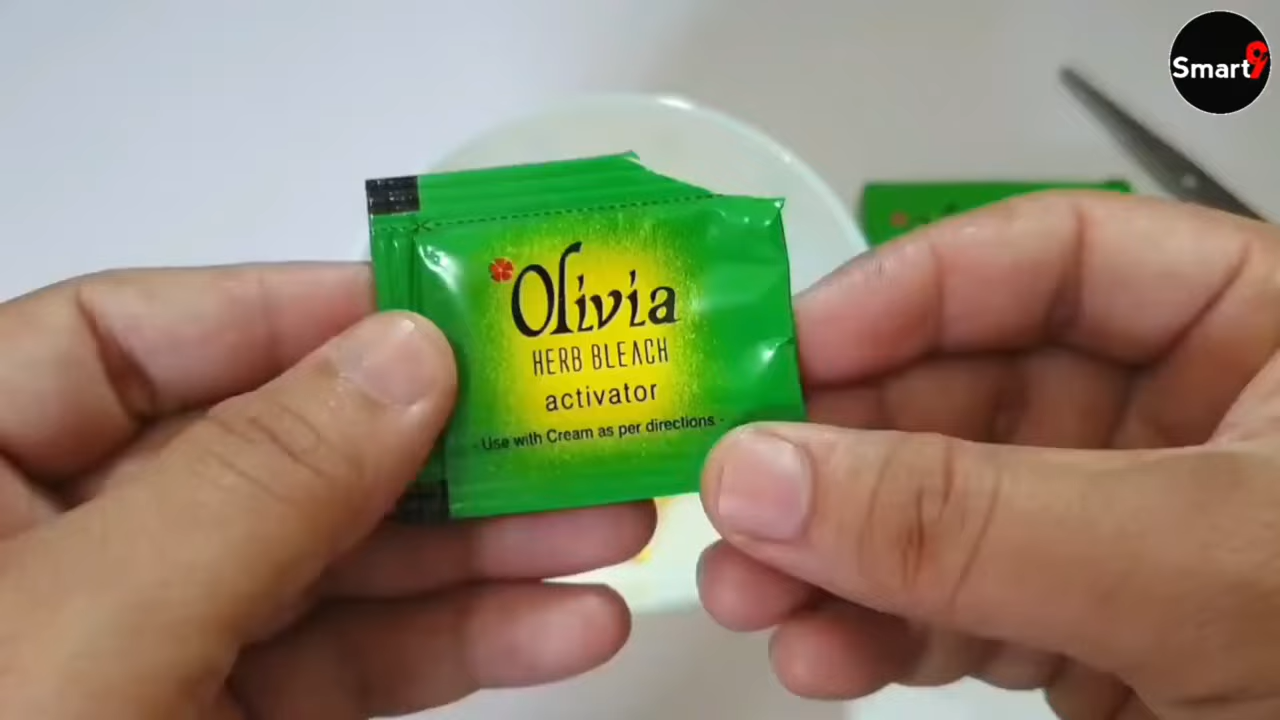 Smart9
Olivia
HERB BLEACH
activator
- Use with Cream as per directions -